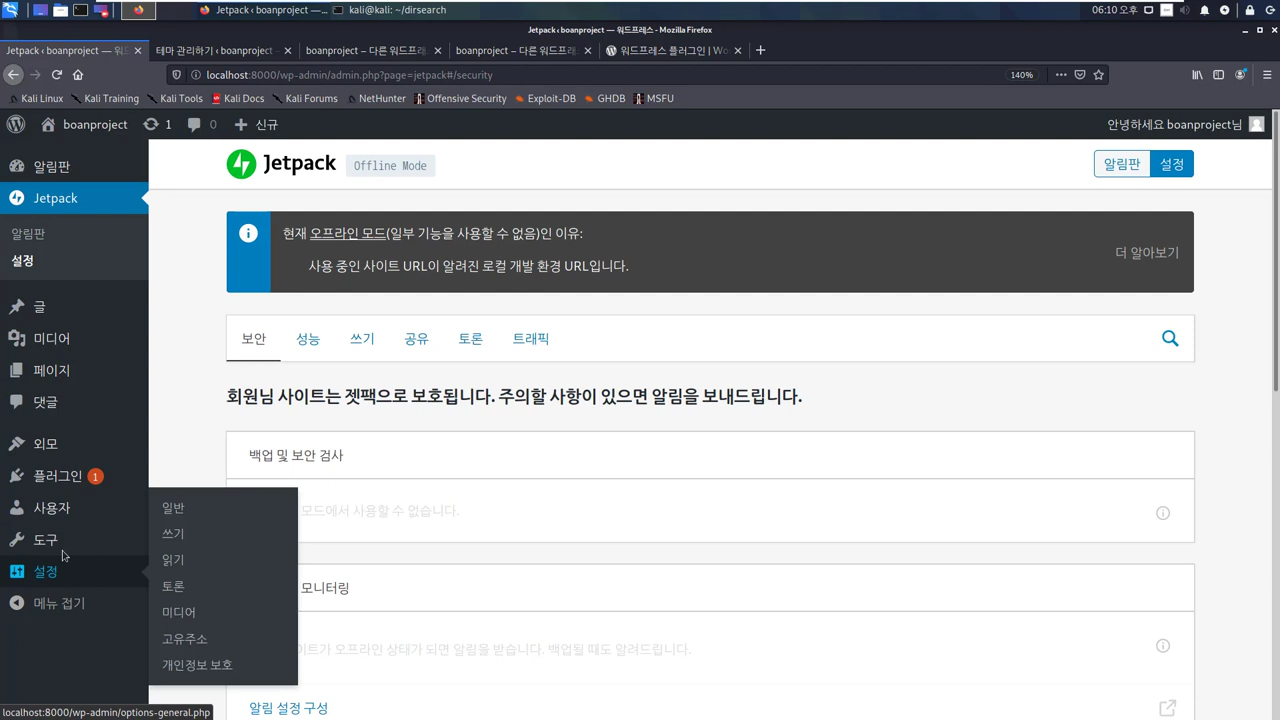 Jetpack ‹ boanproject —...
kali@kali: ~/dirsearch
06:10 오후
Jetpack ‹ boanproject — 워드프레스 - Mozilla Firefox
Jetpack ‹ boanproject — 워드
테마 관리하기 ‹ boanproject
boanproject – 다른 워드프레
boanproject – 다른 워드프레
워드프레스 플러그인 | Wo
localhost:8000/wp-admin/admin.php?page=jetpack#/security
140%
Kali Linux
Kali Training
Kali Tools
Kali Docs
Kali Forums
NetHunter
Offensive Security
Exploit-DB
GHDB
MSFU
boanproject
1
0
신규
안녕하세요 boanproject님
알림판
Jetpack
알림판
설정
글
미디어
페이지
댓글
외모
플러그인 1
사용자
도구
설정
메뉴 접기
일반
쓰기
읽기
토론
미디어
고유주소
개인정보 보호
Jetpack
Offline Mode
알림판
설정
현재 오프라인 모드(일부 기능을 사용할 수 없음)인 이유:
사용 중인 사이트 URL이 알려진 로컬 개발 환경 URL입니다.
더 알아보기
보안
성능
쓰기
공유
토론
트래픽
회원님 사이트는 젯팩으로 보호됩니다. 주의할 사항이 있으면 알림을 보내드립니다.
백업 및 보안 검사
모드에서 사용할 수 없습니다.
모니터링
이트가 오프라인 상태가 되면 알림을 받습니다. 백업될 때도 알려드립니다.
알림 설정 구성
localhost:8000/wp-admin/options-general.php